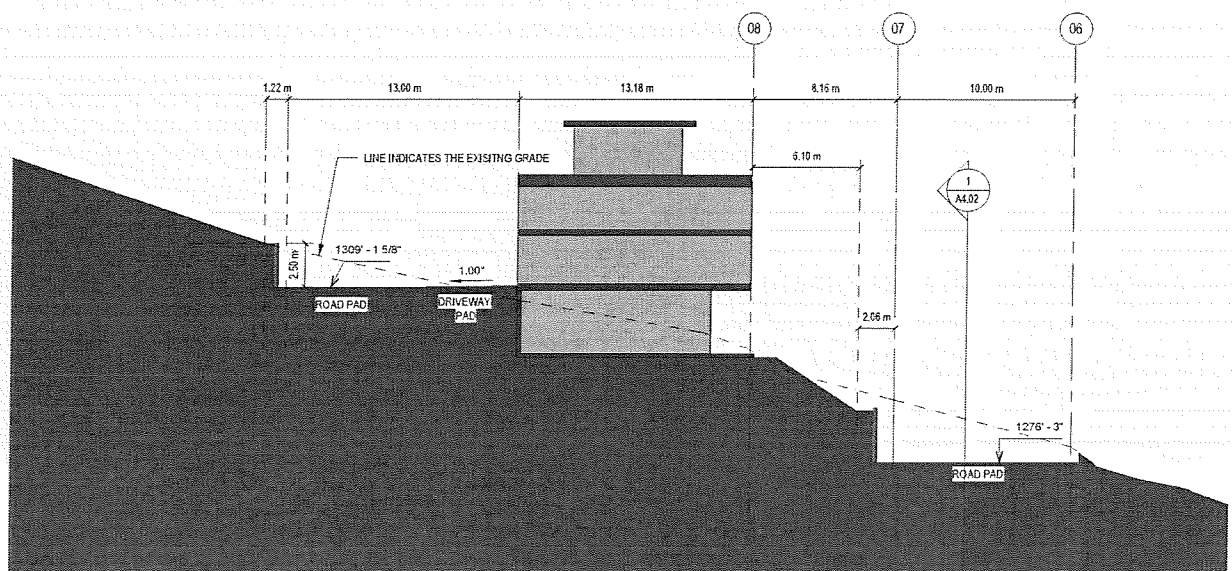 08
07
06
1.22 m
13.00 m
13.18 m
8.16 m
10.00 m
LINE INDICATES THE EXISITNG GRADE
6.10 m
1
1
A4.02
1309' - 1 5/8"
2.50 m
1.00"
ROAD PAD
DRIVEWAY
PAD
2.06 m
1276' - 3"
ROAD PAD